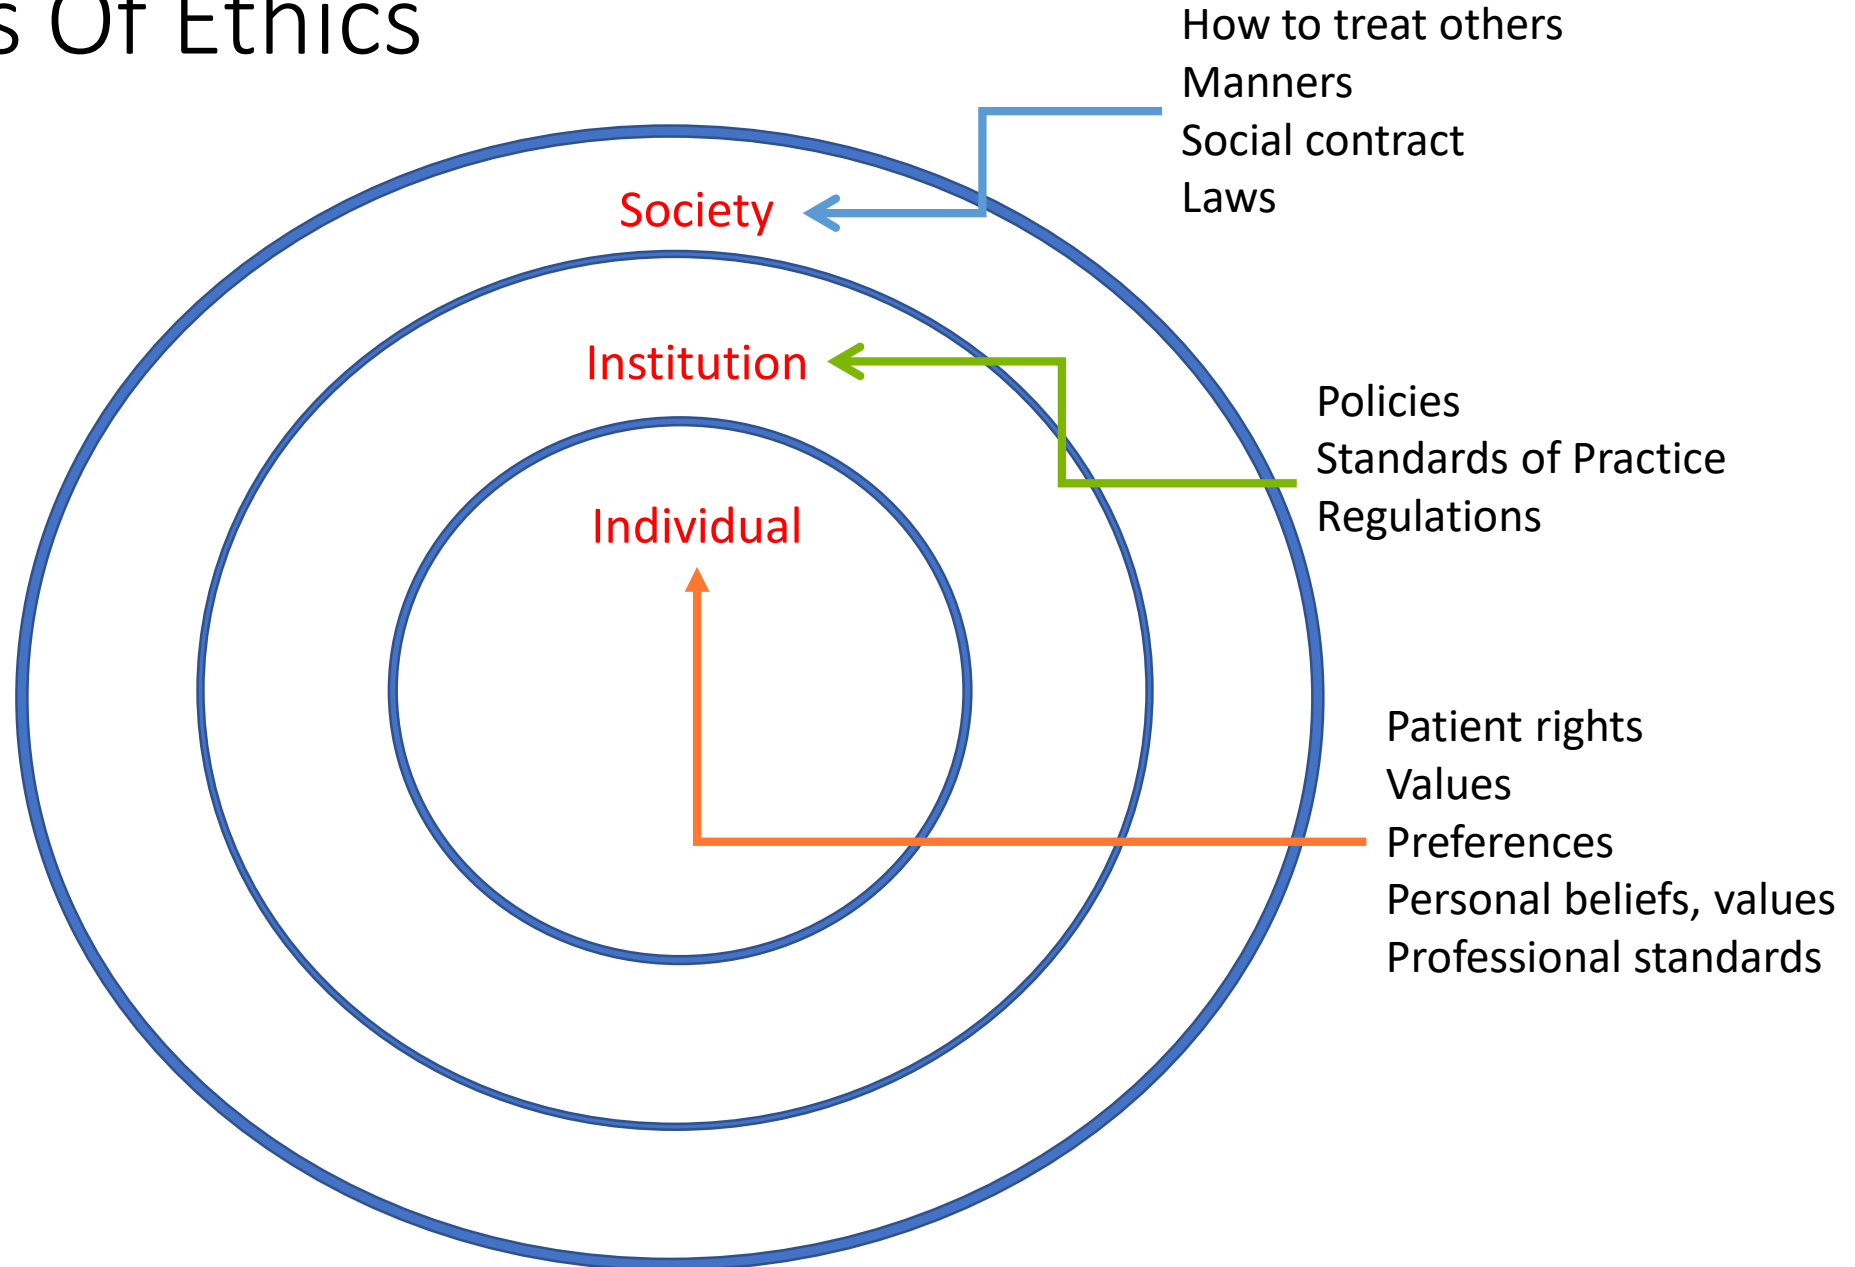 s Of Ethics
How to treat others
Manners
Social contract
Laws
Society
Institution
Policies
Standards of Practice
Regulations
Individual
Patient rights
Values
Preferences
Personal beliefs, values
Professional standards